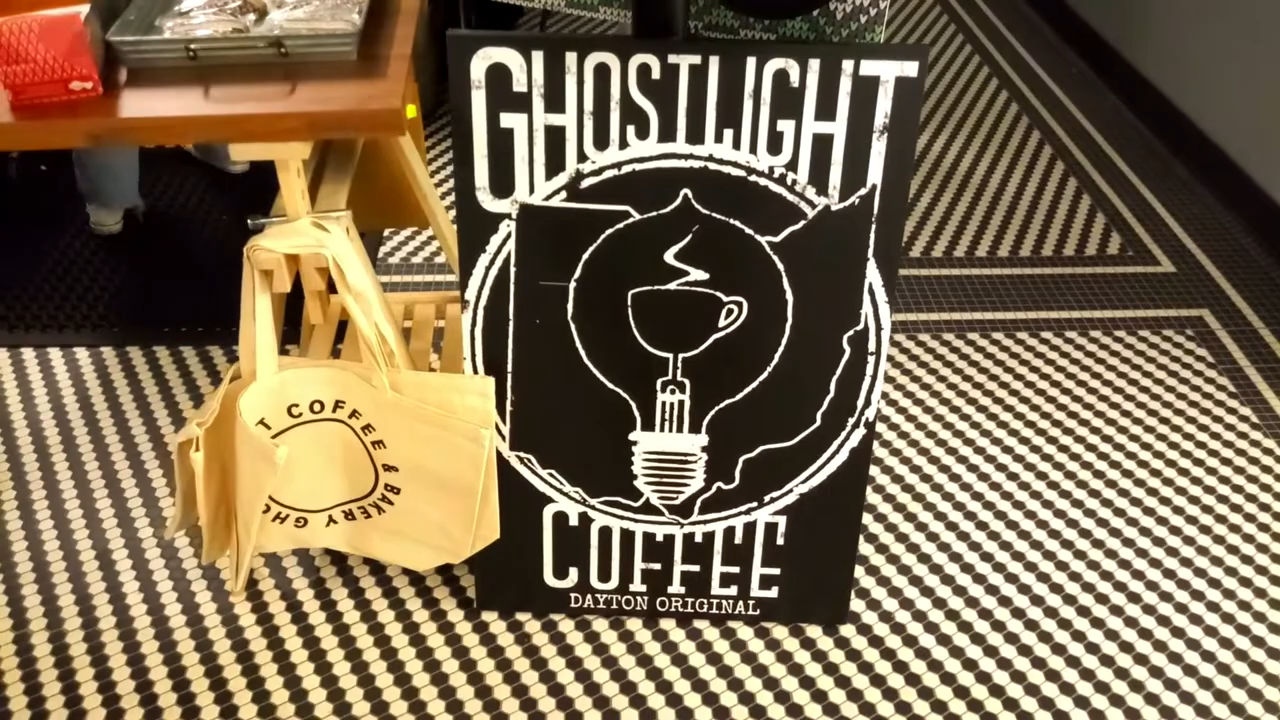 GHOSTLIGHT
COFFEE
DAYTON ORIGINAL
T COFFEE & BAKERY GHO